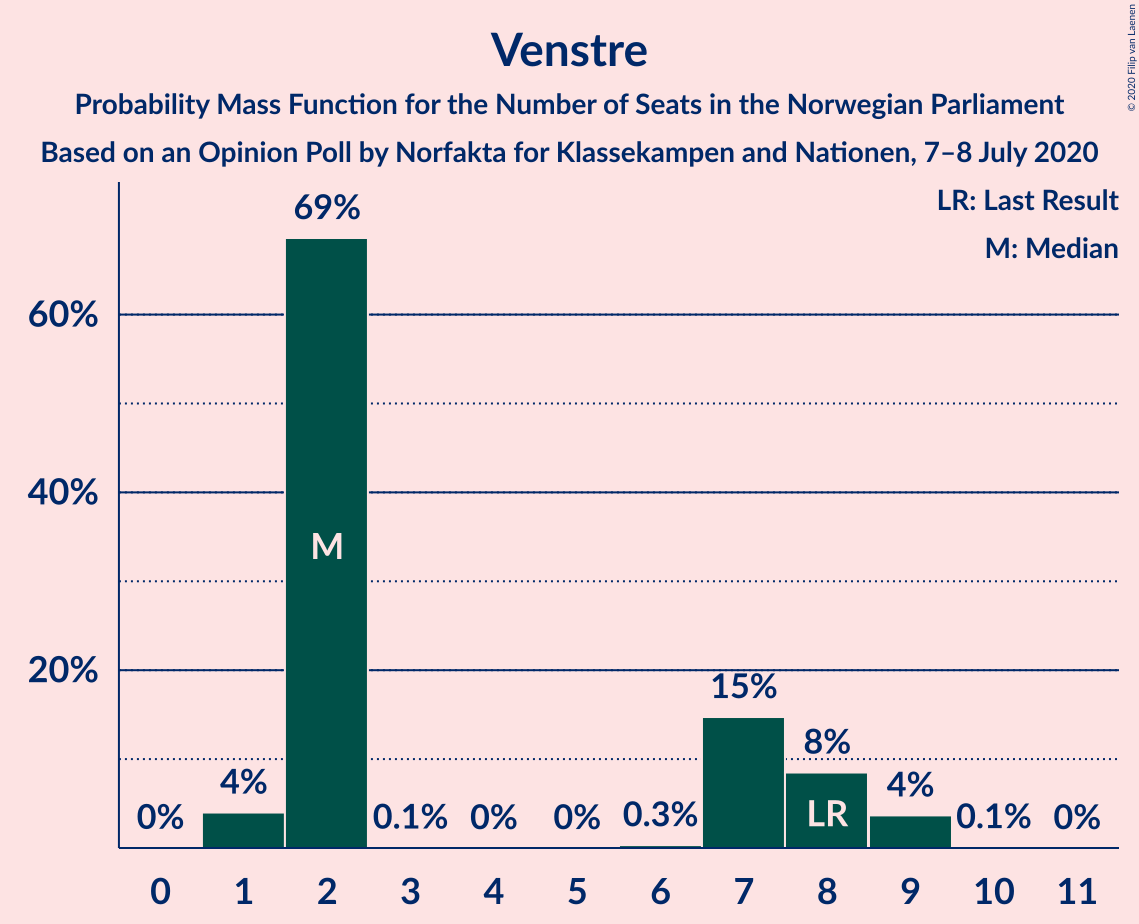 Venstre
Probability Mass Function for the Number of Seats in the Norwegian Parliament
Based on an Opinion Poll by Norfakta for Klassekampen and Nationen, 7–8 July 2020
© 2020 Filip van Laenen
LR: Last Result
M: Median
60%
40%
20%
0%
4%
69%
M
0.1%
0%
0%
0.3%
15%
8%
LR
4%
0.1%
0%
0 1 2 3 4 5 6 7 8 9 10 11